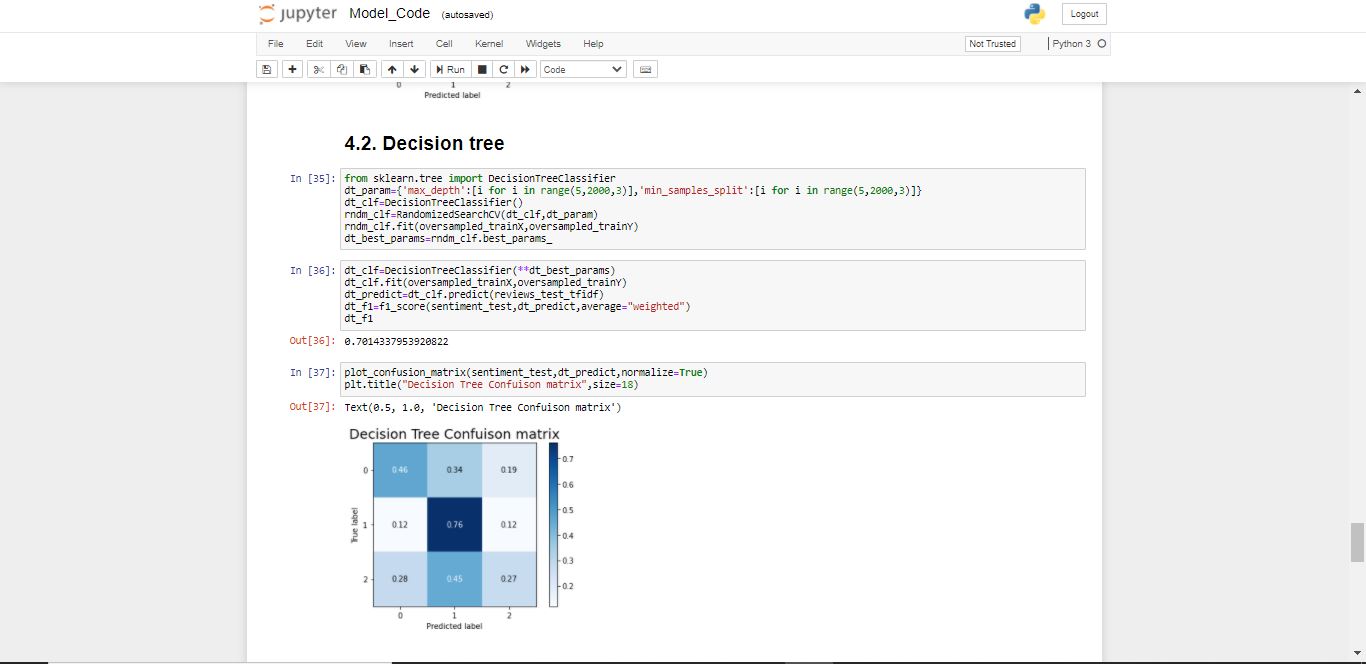 jupyter Model_Code (autosaved)
Logout
File Edit View Insert Cell Kernel Widgets Help
Not Trusted
Python 3
Run
Code
0 1 2
Predicted label
4.2. Decision tree
In [35]:
from sklearn.tree import DecisionTreeClassifier
dt_param={'max_depth':[i for i in range(5,2000,3)],'min_samples_split':[i for i in range(5,2000,3)]}
dt_clf=DecisionTreeClassifier()
rndm_clf=RandomizedSearchCV(dt_clf,dt_param)
rndm_clf.fit(oversampled_trainX,oversampled_trainY)
dt_best_params=rndm_clf.best_params_
In [36]:
dt_clf=DecisionTreeClassifier(**dt_best_params)
dt_clf.fit(oversampled_trainX,oversampled_trainY)
dt_predict=dt_clf.predict(reviews_test_tfidf)
dt_f1=f1_score(sentiment_test,dt_predict,average="weighted")
dt_f1
Out[36]: 0.7014337953920822
In [37]:
plot_confusion_matrix(sentiment_test,dt_predict,normalize=True)
plt.title("Decision Tree Confuison matrix",size=18)
Out[37]: Text(0.5, 1.0, 'Decision Tree Confuison matrix')
Decision Tree Confuison matrix
0 0.46 0.34 0.19
1 0.12 0.76 0.12
2 0.28 0.45 0.27
0 1 2
True label
Predicted label
0.7
0.6
0.5
0.4
0.3
0.2